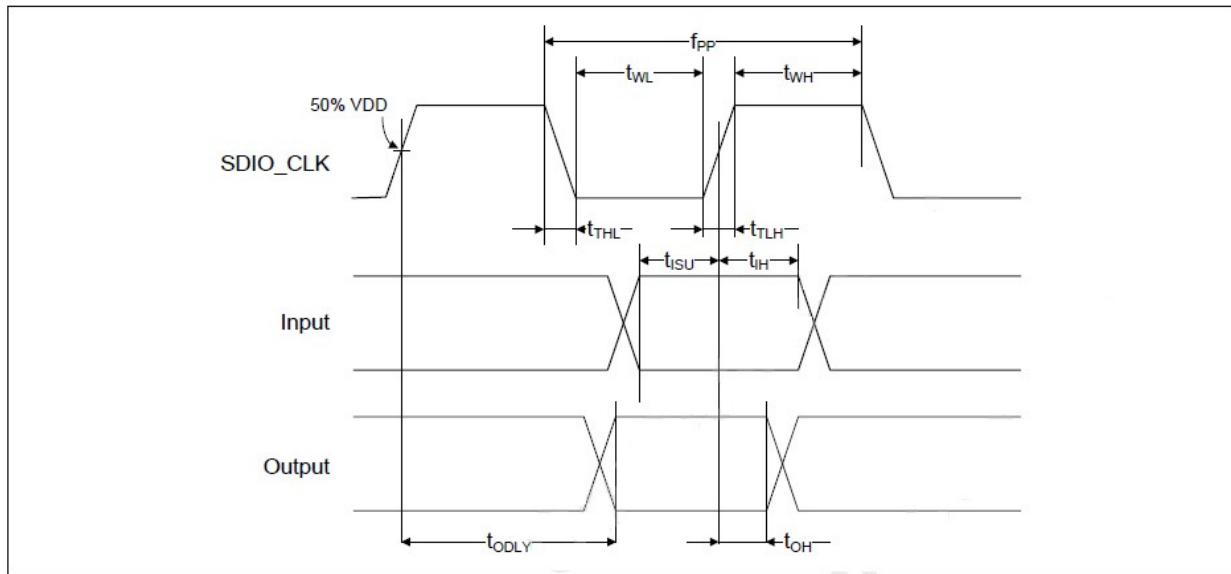 fPP
tWL
tWH
50% VDD
SDIO_CLK
tTHL
tTLH
tISU
tIH
Input
Output
tODLY
tOH